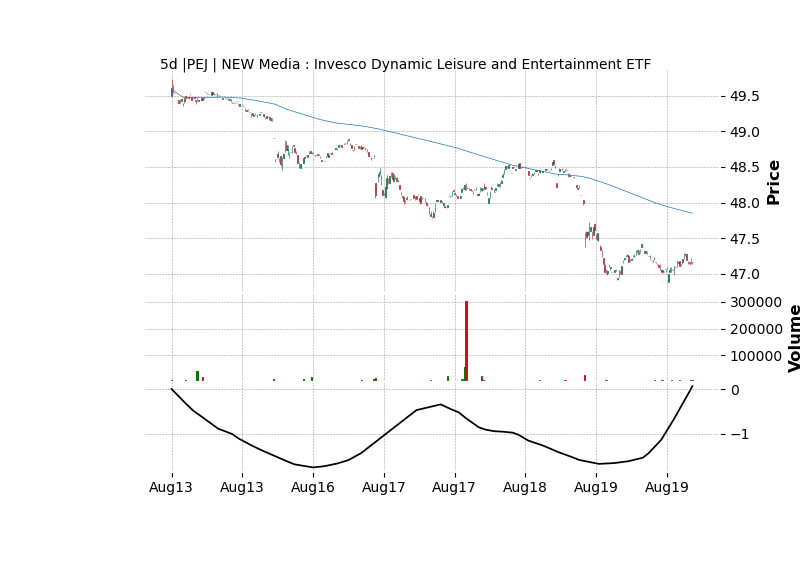 5d |PEJ | NEW Media : Invesco Dynamic Leisure and Entertainment ETF
49.5
49.0
48.5
48.0
47.5
47.0
Price
300000
200000
100000
Volume
0
−1
Aug13 Aug13 Aug16 Aug17 Aug17 Aug18 Aug19 Aug19